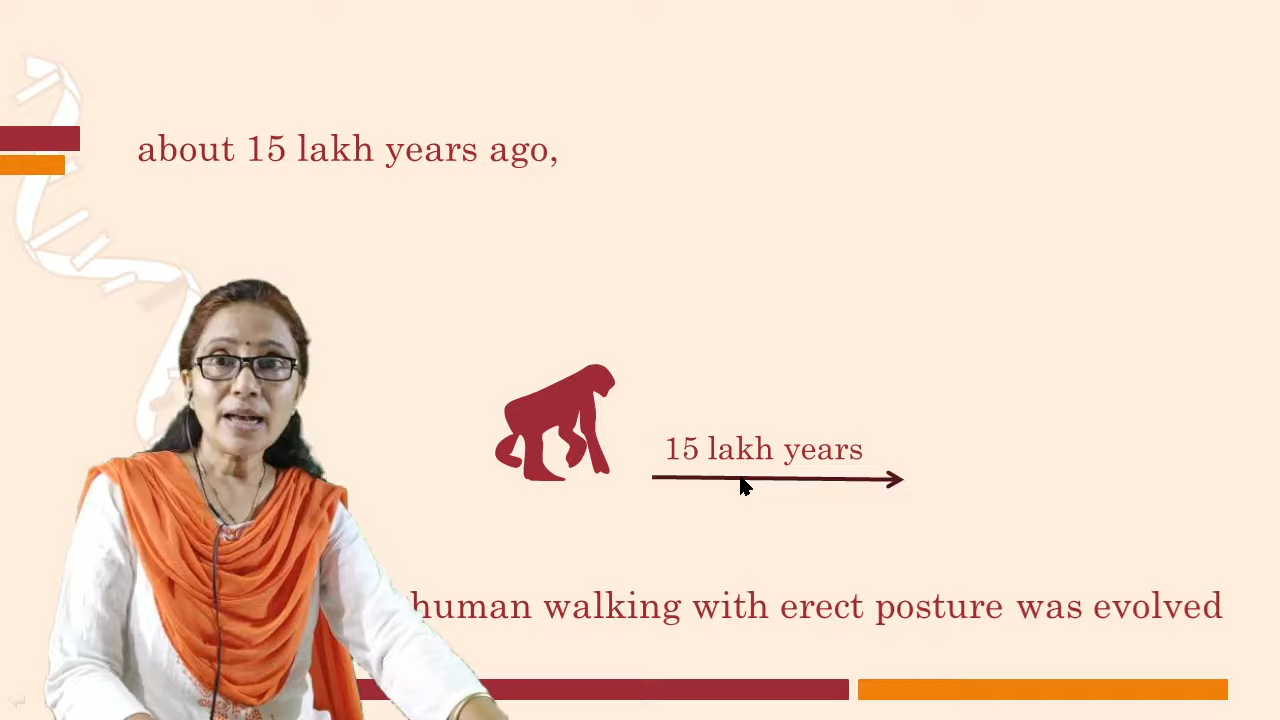 about 15 lakh years ago,
15 lakh years
human walking with erect posture was evolved